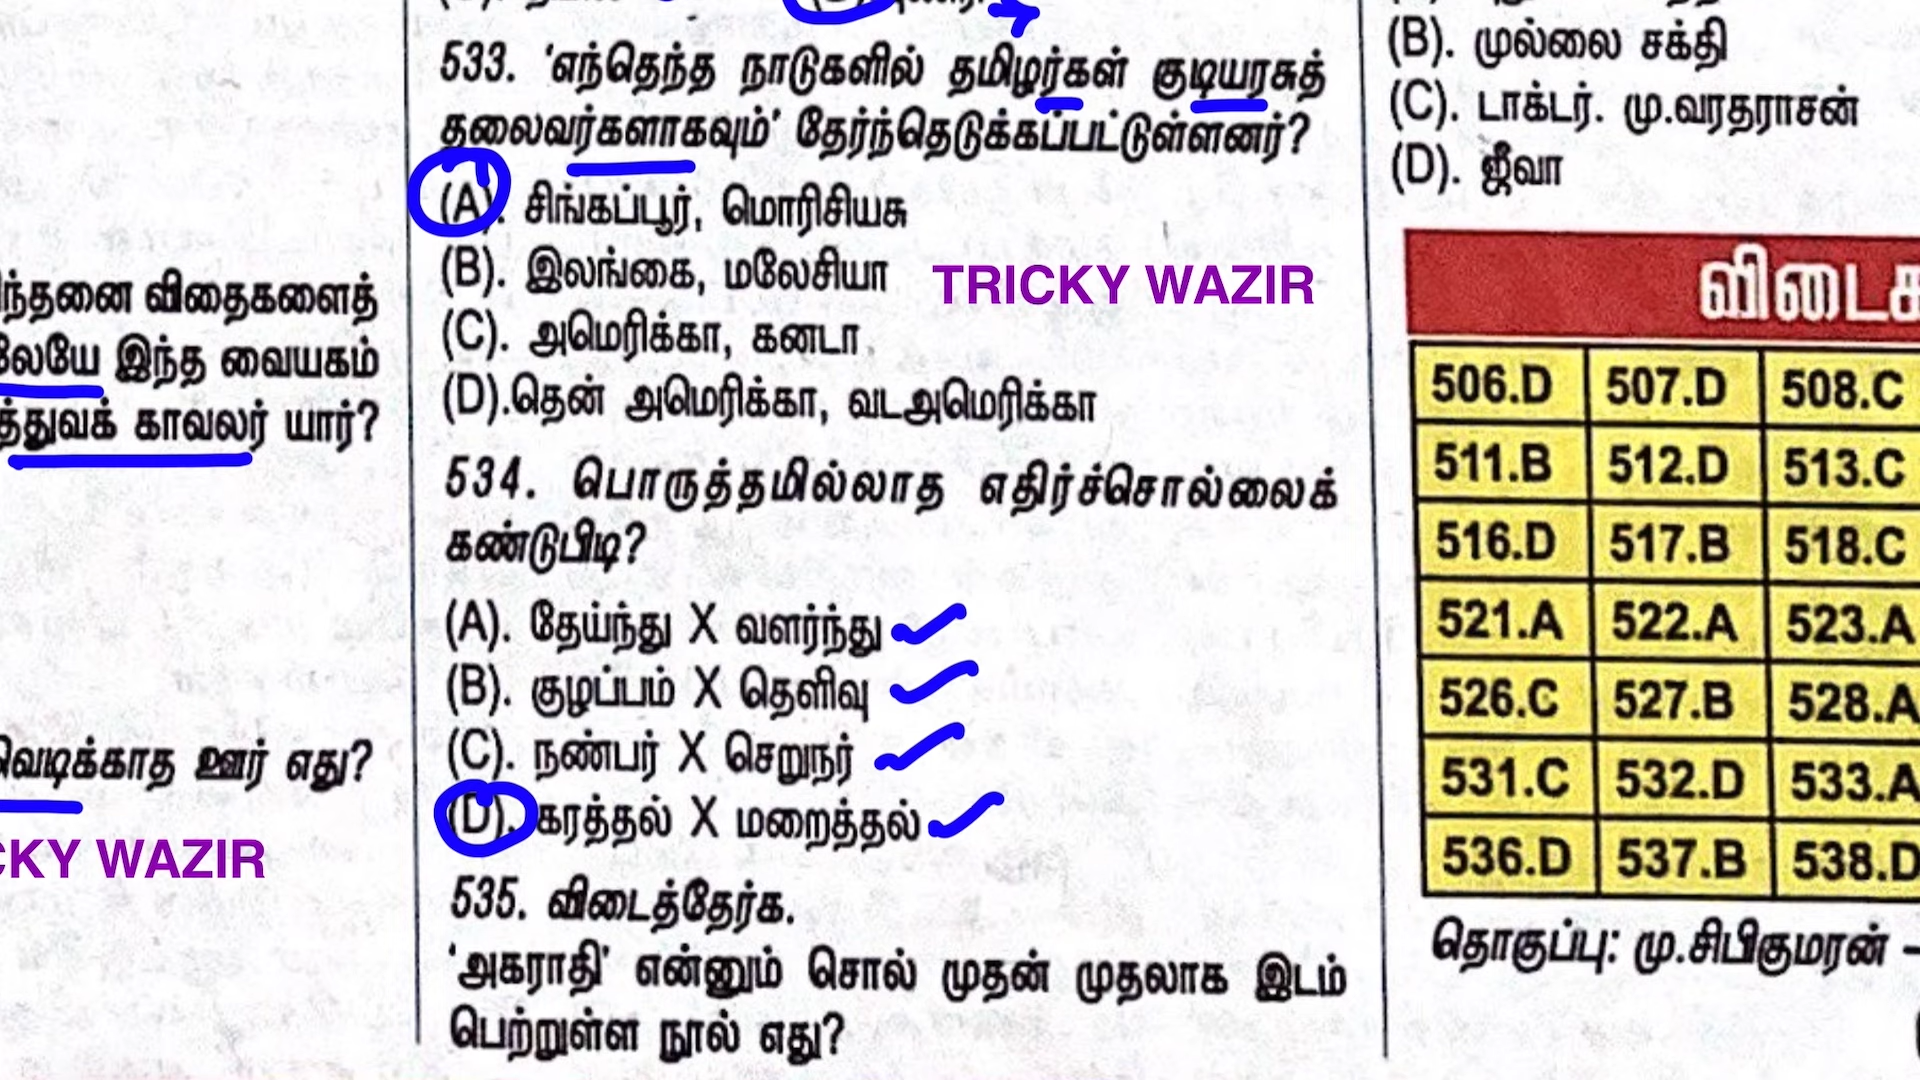 ந்தனை விதைகளைத்
லேயே இந்த வையகம்
த்துவக் காவலர் யார்?
வெடிக்காத ஊர் எது?
CKY WAZIR
533. 'எந்தெந்த நாடுகளில் தமிழர்கள் குடியரசுத்
தலைவர்களாகவும்' தேர்ந்தெடுக்கப்பட்டுள்ளனர்?
(A). சிங்கப்பூர், மொரிசியசு
(B). இலங்கை, மலேசியா
TRICKY WAZIR
(C). அமெரிக்கா, கனடா
(D).தென் அமெரிக்கா, வடஅமெரிக்கா
534. பொருத்தமில்லாத எதிர்ச்சொல்லைக்
கண்டுபிடி?
(A). தேய்ந்து X வளர்ந்து
(B). குழப்பம் X தெளிவு
(C). நண்பர் X செறுநர்
(D). கரத்தல் X மறைத்தல்
535. விடைத்தேர்க.
'அகராதி' என்னும் சொல் முதன் முதலாக இடம்
பெற்றுள்ள நூல் எது?
(B). முல்லை சக்தி
(C). டாக்டர். மு.வரதராசன்
(D). ஜீவா
விடைக
506.D 507.D 508.C
511.B 512.D 513.C
516.D 517.B 518.C
521.A 522.A 523.A
526.C 527.B 528.A
531.C 532.D 533.A
536.D 537.B 538.D
தொகுப்பு: மு.சிபிகுமரன் –